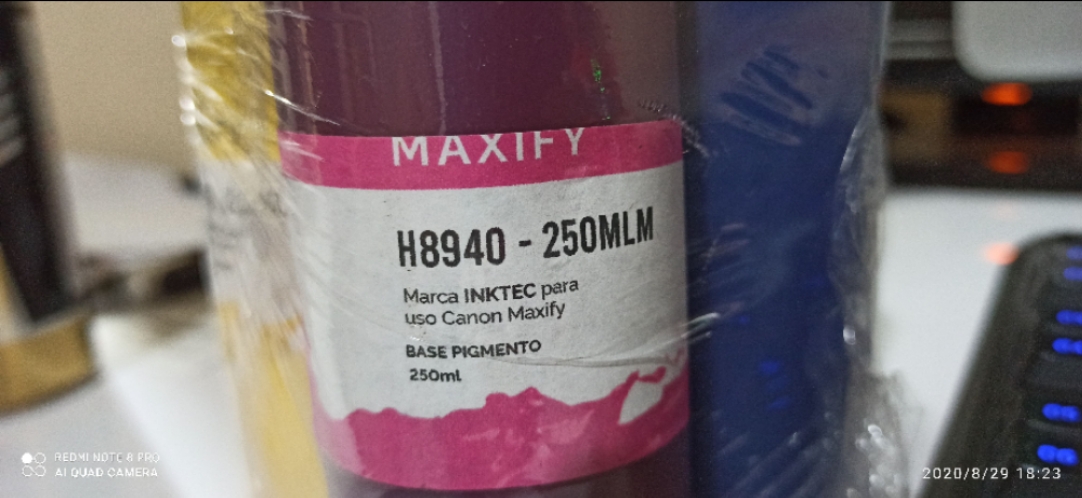 MAXIFY
H8940 - 250MLM
Marca INKTEC para
uso Canon Maxify
BASE PIGMENTO
250ml
REDMI NOTE 8 PRO
AI QUAD CAMERA
2020/8/29 18:23